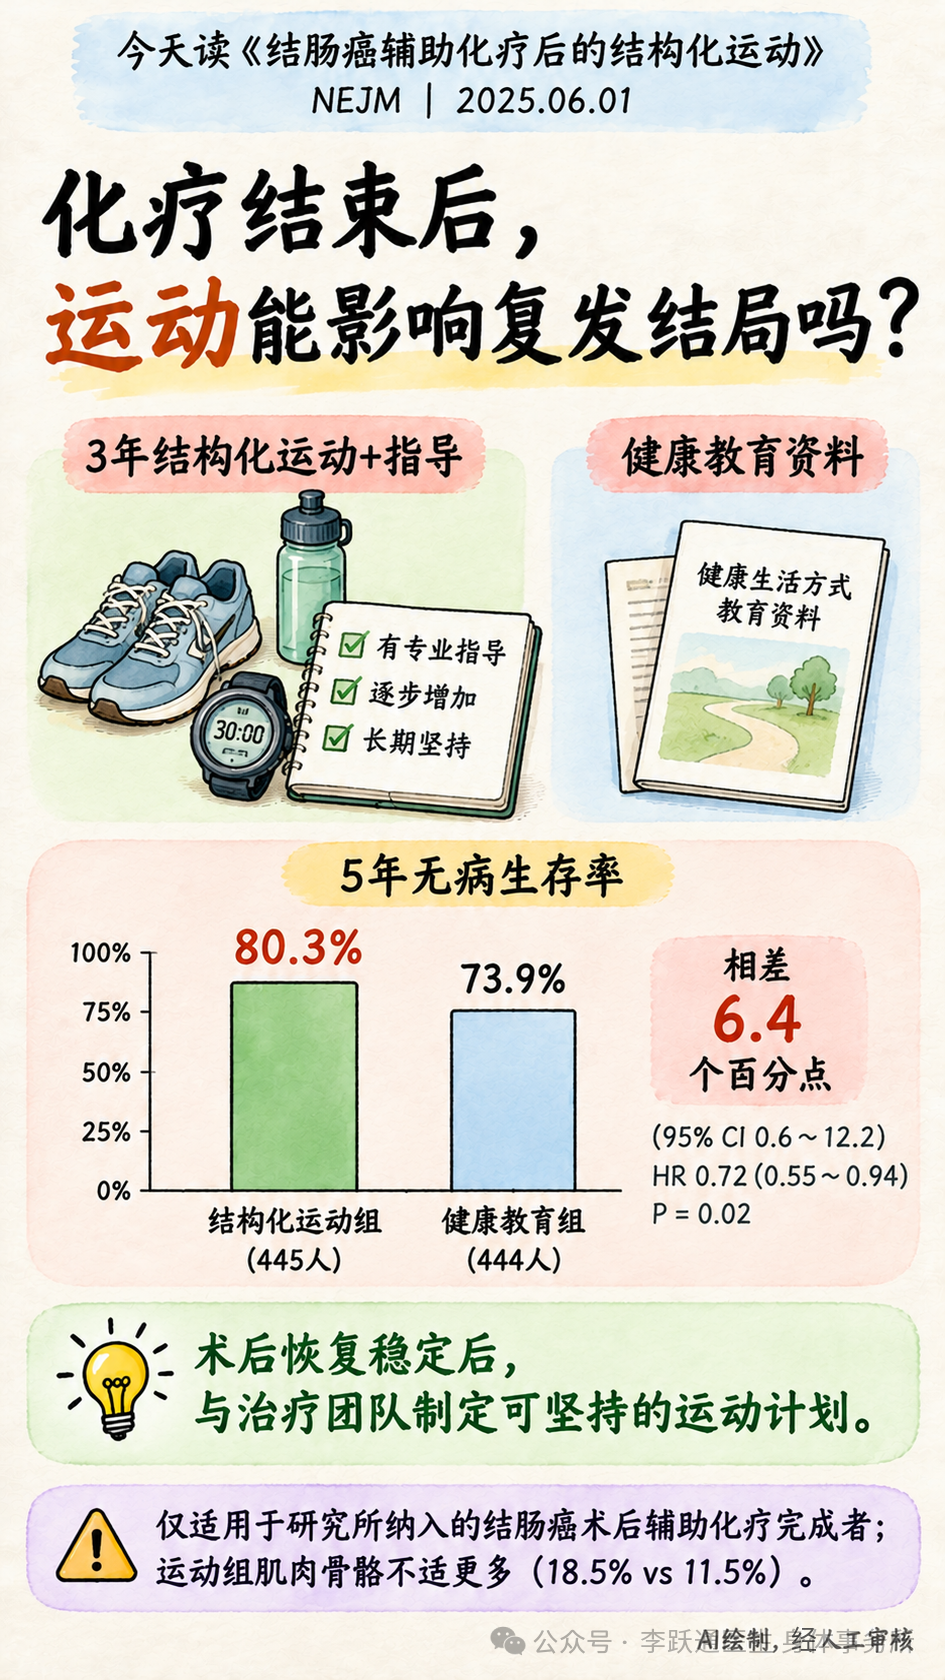 今天读《结肠癌辅助化疗后的结构化运动》
NEJM | 2025.06.01
化疗结束后,
运动能影响复发结局吗?
3年结构化运动+指导
30:00
有专业指导
逐步增加
长期坚持
健康教育资料
健康生活方式
教育资料
5年无病生存率
100%
75%
50%
25%
0%
80.3%
73.9%
结构化运动组
(445人)
健康教育组
(444人)
相差
6.4
个百分点
(95% CI 0.6～12.2)
HR 0.72 (0.55～0.94)
P = 0.02
术后恢复稳定后,
与治疗团队制定可坚持的运动计划。
仅适用于研究所纳入的结肠癌术后辅助化疗完成者;
运动组肌肉骨骼不适更多（18.5% vs 11.5%）。
AI绘制, 经人工审核
公众号 · 李跃通